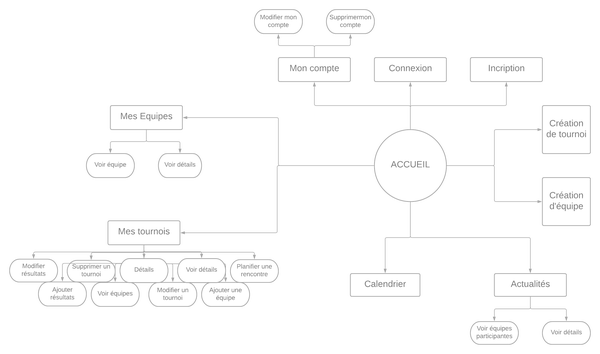 Modifier mon
compte
Supprimermon
compte
Mon compte
Connexion
Incription
Mes Equipes
Création
de tournoi
Voir équipe
Voir détails
ACCUEIL
Création
d'équipe
Mes tournois
Modifier
résultats
Supprimer un
tournoi
Détails
Voir détails
Planifier une
rencontre
Ajouter
résultats
Voir équipes
Modifier un
tournoi
Ajouter une
équipe
Calendrier
Actualités
Voir équipes
participantes
Voir détails